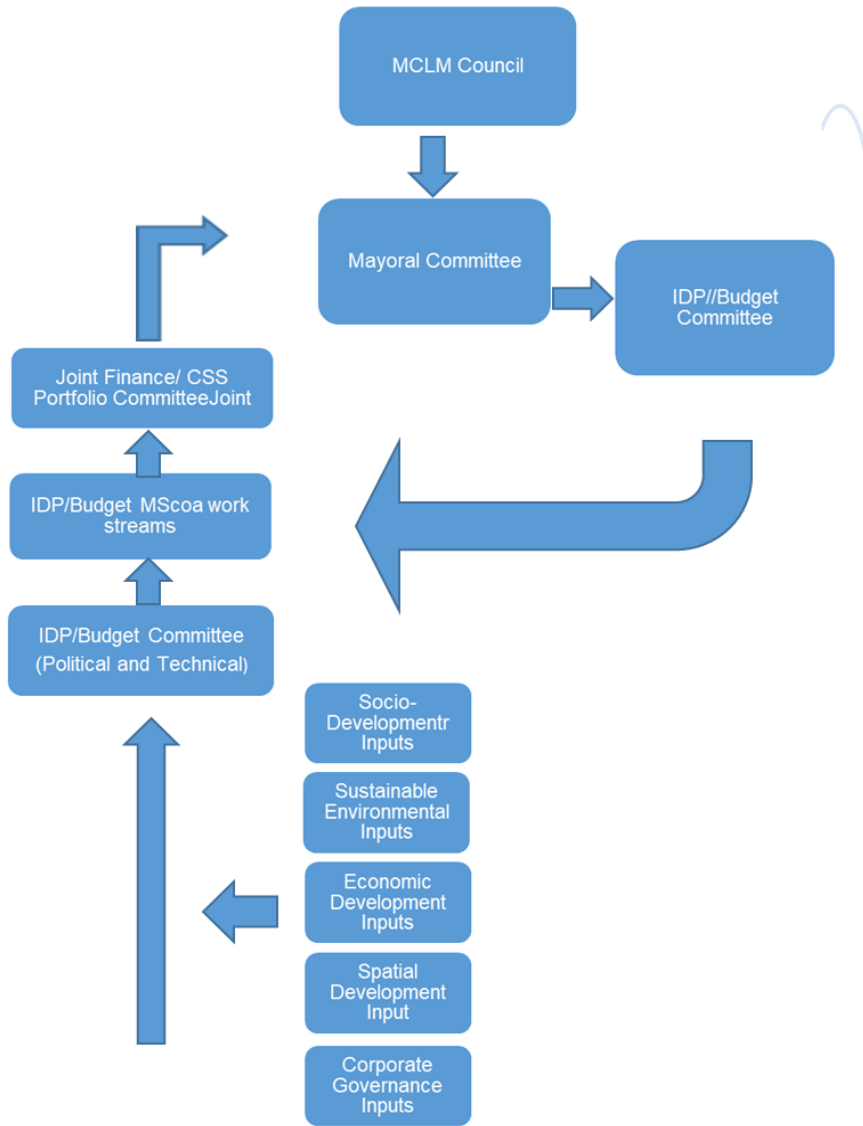 MCLM Council
Mayoral Committee
IDP//Budget
Committee
Joint Finance/ CSS
Portfolio CommitteeJoint
IDP/Budget MScoa work
streams
IDP/Budget Committee
(Political and Technical)
Socio-
Developmentr
Inputs
Sustainable
Environmental
Inputs
Economic
Development
Inputs
Spatial
Development
Input
Corporate
Governance
Inputs